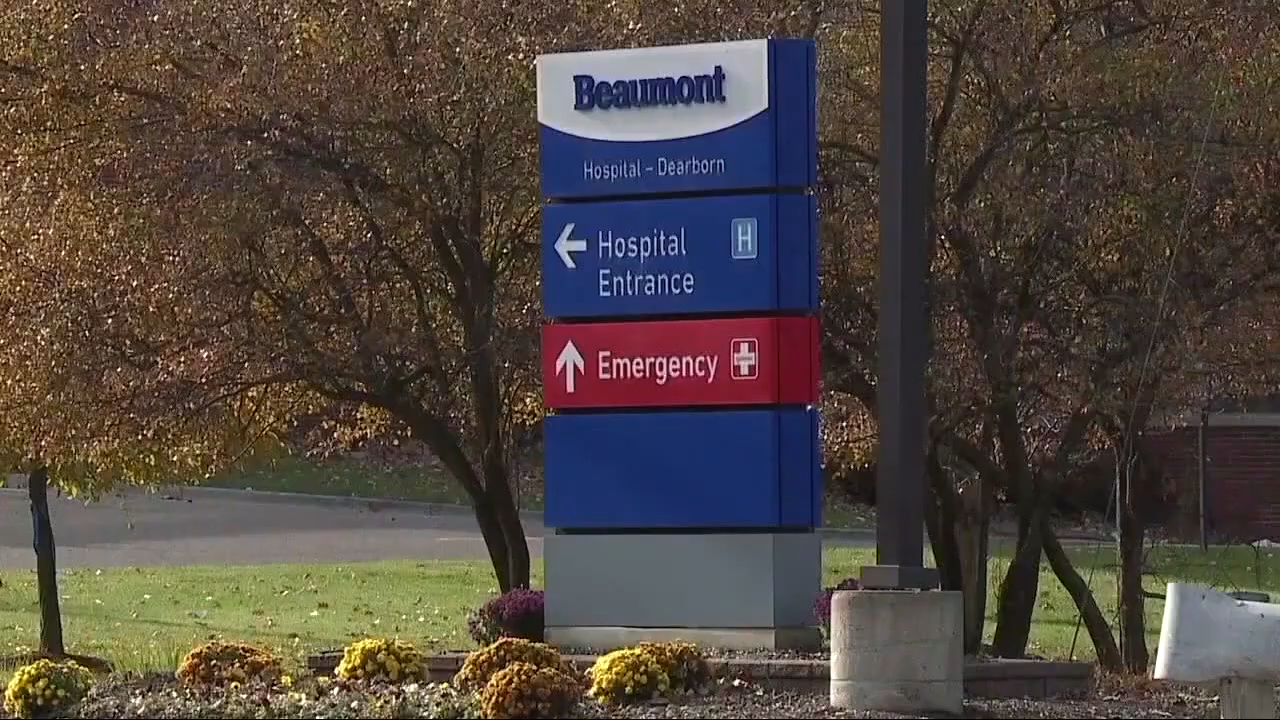 Beaumont
Hospital – Dearborn
Hospital
Entrance
H
Emergency